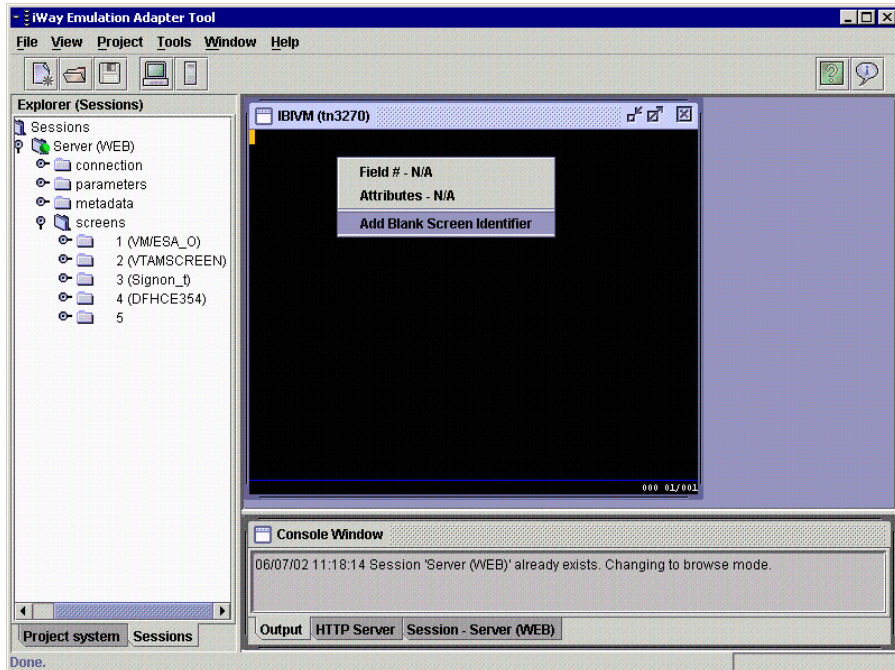 iWay Emulation Adapter Tool
File View Project Tools Window Help
Explorer (Sessions)
Sessions
Server (WEB)
connection
parameters
metadata
screens
1 (VM/ESA_O)
2 (VTAMSCREEN)
3 (Signon_t)
4 (DFHCE354)
5
Project system Sessions
IBIVM (tn3270)
Field # - N/A
Attributes - N/A
Add Blank Screen Identifier
000 01/001
Console Window
06/07/02 11:18:14 Session 'Server (WEB)' already exists. Changing to browse mode.
Output HTTP Server Session - Server (WEB)
Done.